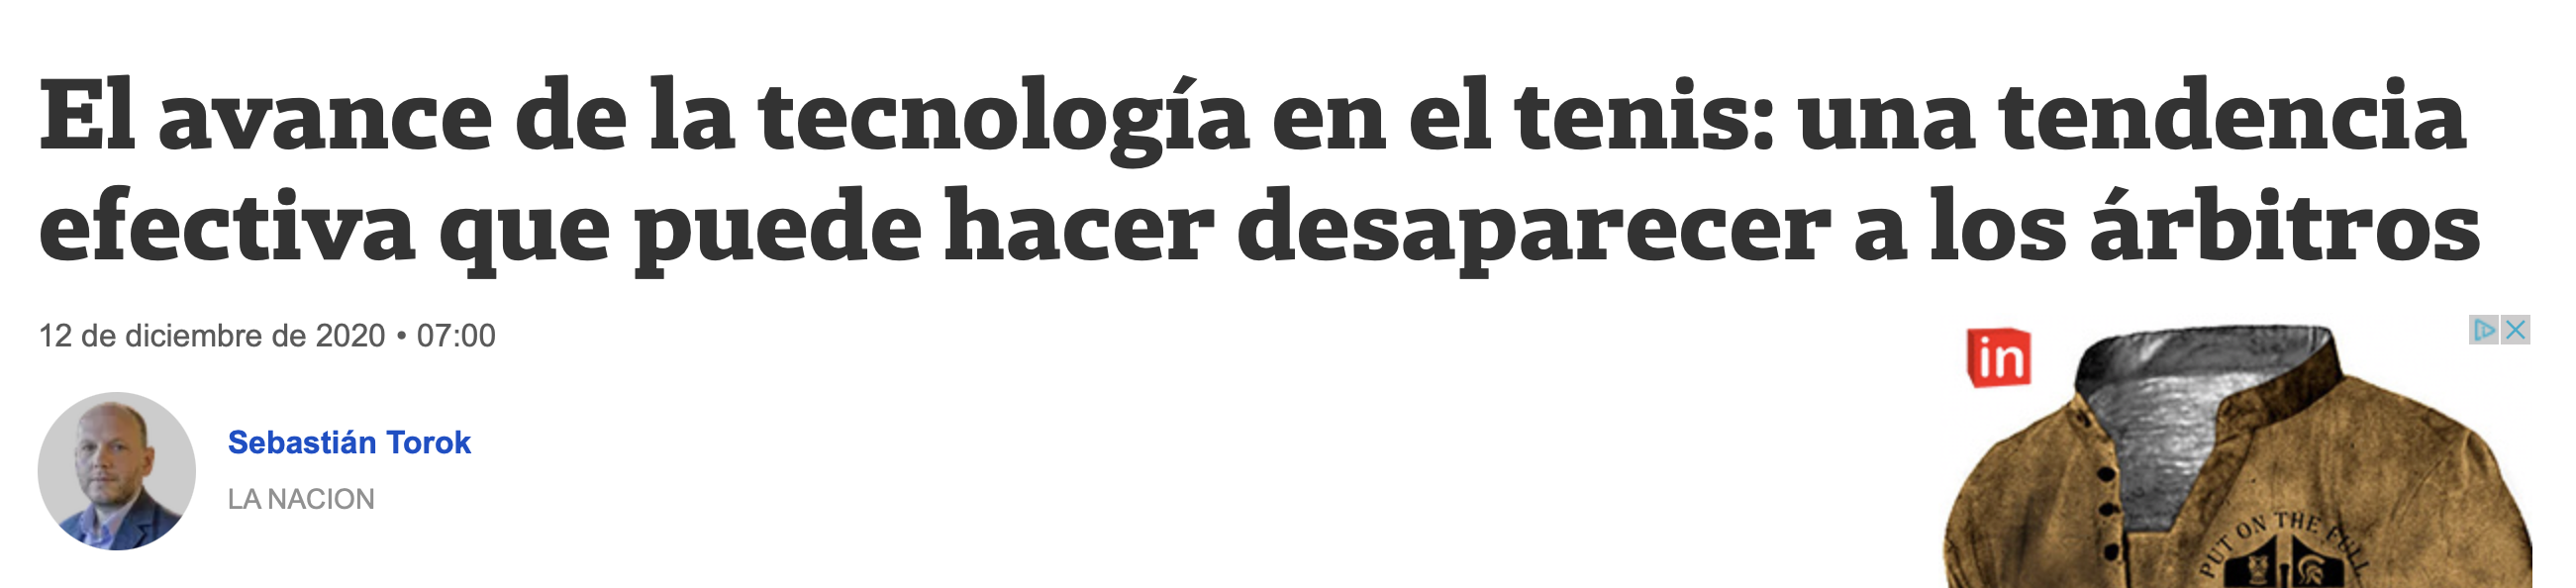 El avance de la tecnología en el tenis: una tendencia
efectiva que puede hacer desaparecer a los árbitros
12 de diciembre de 2020 • 07:00
in
Sebastián Torok
LA NACION
PUT ON THE FULL